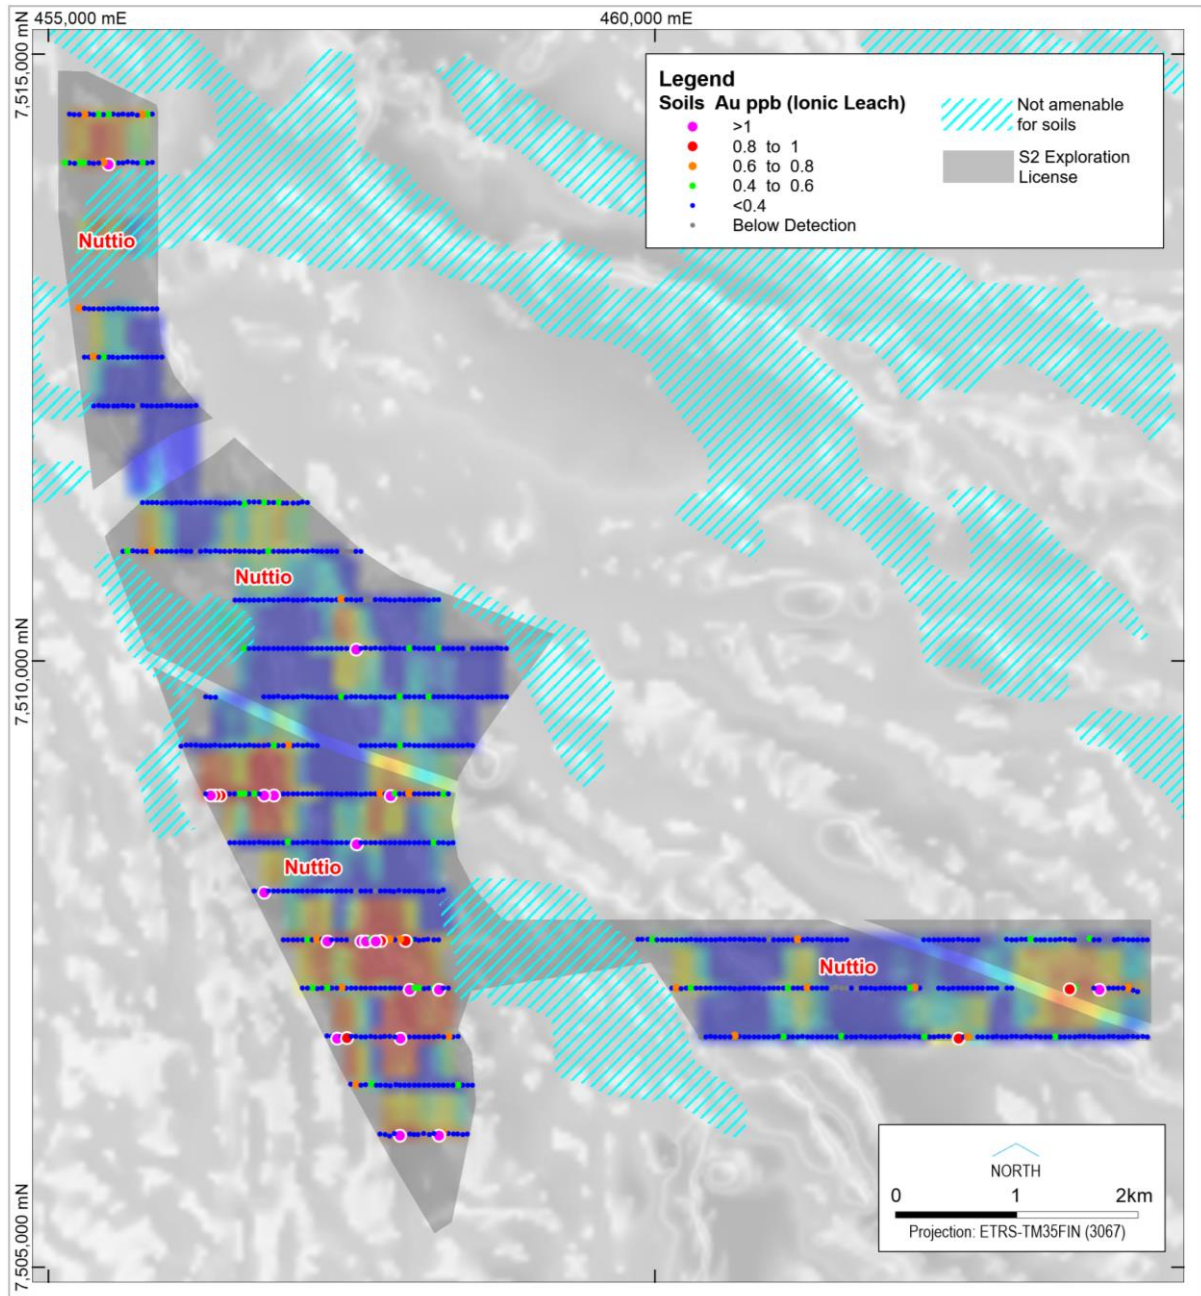 455,000 mE
460,000 mE
7,515,000 mN
Legend
Soils Au ppb (Ionic Leach)
>1
0.8 to 1
0.6 to 0.8
0.4 to 0.6
<0.4
Below Detection
Not amenable
for soils
S2 Exploration
License
Nuttio
Nuttio
7,510,000 mN
Nuttio
Nuttio
NORTH
0 1 2km
Projection: ETRS-TM35FIN (3067)
7,505,000 mN